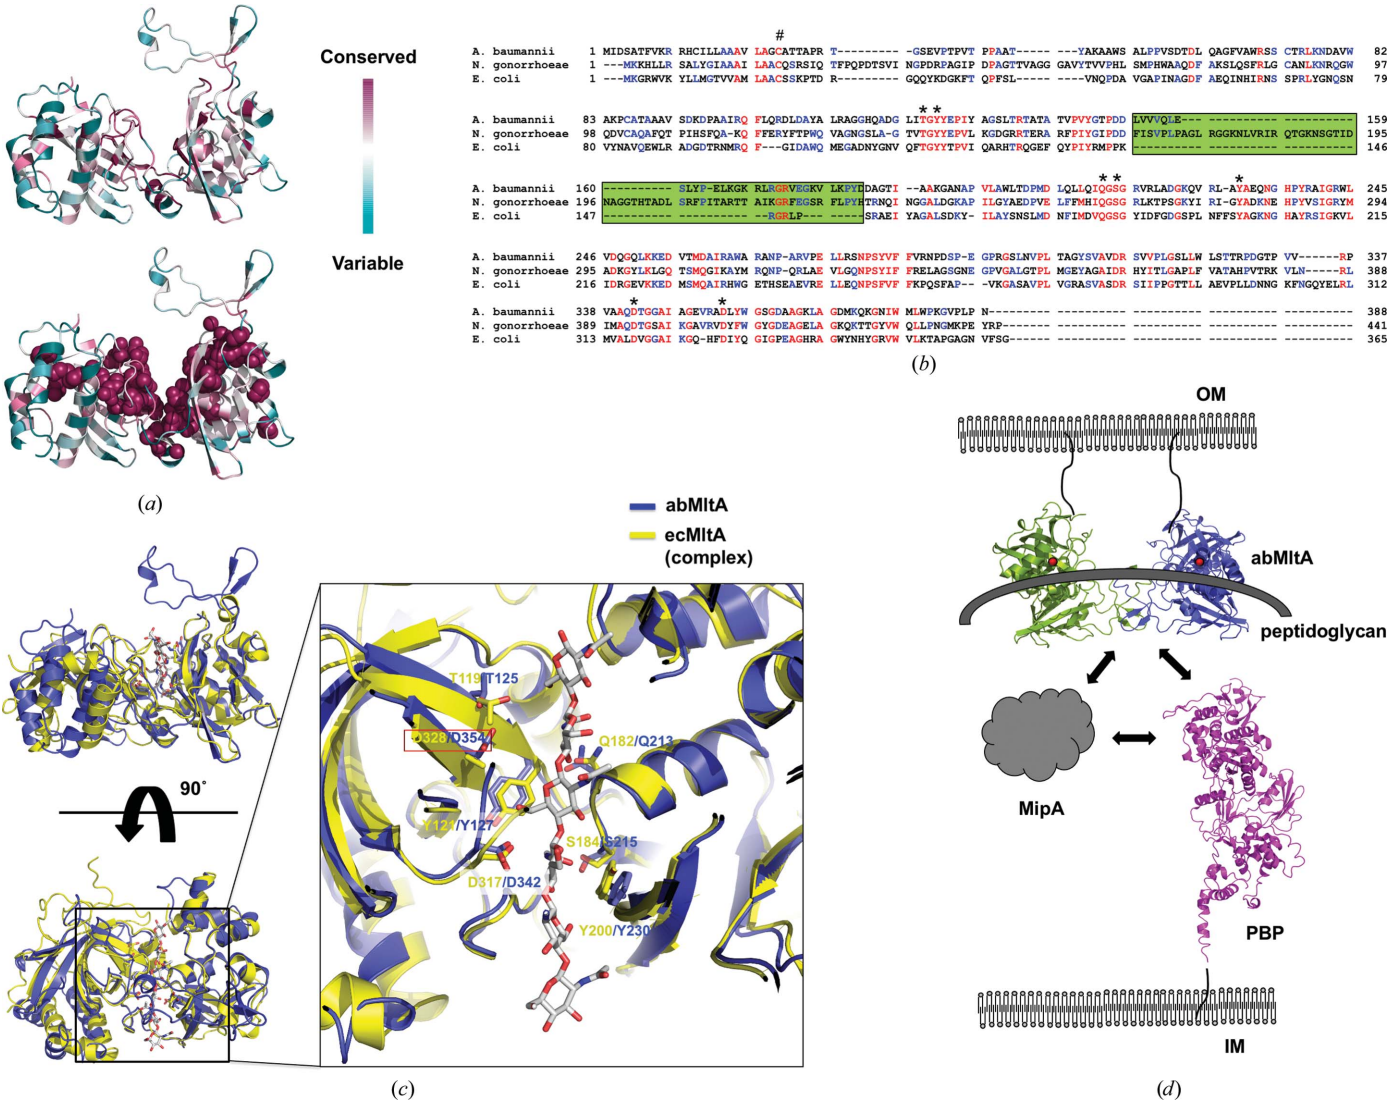 Conserved
Variable
(a)
#
A. baumannii 1 MIDSATFVKR RHCILLAAAV LAGCATTAPR T--------- -GSEVPTPVT PPAAT----- ---YAKAAWS ALPPVSDTDL QAGFVAWRSS CTRLKNDAVW 82
N. gonorrhoeae 1 ---MKKHLLR SALYGIAAAI LAACQSRSIQ TFPQPDTSVI NGPDRPAGIP DPAGTTVAGG GAVYTVVPHL SMPHWAAQDF AKSLQSFRLG CANLKNRQGW 97
E. coli 1 ---MKGRWVK YLLMGTVVAM LAACSSKPTD R--------- -GQQYKDGKF TQPFSL---- ----VNQPDA VGAPINAGDF AEQINHIRNS SPRLYGNQSN 79
* *
A. baumannii 83 AKPCATAAAV SDKDPAAIRQ FLQRDLDAYA LRAGGHQADG LITGYYEPIY AGSLTRTATA TVPVYGTPDD LVVVQLE--- ---------- ---------- 159
N. gonorrhoeae 98 QDVCAQAFQT PIHSFQA-KQ FFERYFTPWQ VAGNGSLA-G TVTGYYEPVL KGDGRRTERA RFPIYGIPDD FISVPLPAGL RGGKNLVRIR QTGKNSGTID 195
E. coli 80 VYNAVQEWLR ADGDTRNMRQ F---GIDAWQ MEGADNYGNV QFTGYYTPVI QARHTRQGEF QYPIYRMPPK ---------- ---------- ---------- 146
* * *
A. baumannii 160 ---------- SLYP-ELKGK RLRGRVEGKV LKPYDDAGTI --AAKGANAP VLAWLTDPMD LQLLQIQGSG RVRLADGKQV RL-AYAEQNG HPYRAIGRWL 245
N. gonorrhoeae 196 NAGGTHTADL SRFPITARTT AIKGRFEGSR FLPYHTRNQI NGGALDGKAP ILGYAEDPVE LFFMHIQGSG RLKTPSGKYI RI-GYADKNE HPYVSIGRYM 294
E. coli 147 ---------- ---------- --RGRLP--- -----SRAEI YAGALSDKY- ILAYSNSLMD NFIMDVQGSG YIDFGDGSPL NFFSYAGKNG HAYRSIGKVL 215
A. baumannii 246 VDQGQLKKED VTMDAIRAWA RANP-ARVPE LLRSNPSYVF FVRNPDSP-E GPRGSLNVPL TAGYSVAVDR SVVPLGSLLW LSTTRPDGTP VV------RP 337
N. gonorrhoeae 295 ADKGYLKLGQ TSMQGIKAYM RQNP-QRLAE VLGQNPSYIF FRELAGSGNE GPVGALGTPL MGEYAGAIDR HYITLGAPLF VATAHPVTRK VLN-----RL 388
E. coli 216 IDRGEVKKED MSMQAIRHWG ETHSEAEVRE LLEQNPSFVF FKPQSFAP-- -VKGASAVPL VGRASVASDR SIIPPGTTLL AEVPLLDNNG KFNGQYELRL 312
* *
A. baumannii 338 VAAQDTGGAI AGEVRADLYW GSGDAAGKLA GDMKQKGNIW MLWPKGVPLP N--------- ---------- ---------- 388
N. gonorrhoeae 389 IMAQDTGSAI KGAVRVDYFW GYGDEAGELA GKQKTTGYVW QLLPNGMKPE YRP------- ---------- ---------- 441
E. coli 313 MVALDVGGAI KGQ-HFDIYQ GIGPEAGHRA GWYNHYGRVW VLKTAPGAGN VFSG------ ---------- ---------- 365
(b)
abMltA
ecMltA
(complex)
90°
T119/T125
D328/D354
Q182/Q213
Y121/Y127
S184/S215
D317/D342
Y200/Y230
(c)
OM
abMltA
peptidoglycan
MipA
PBP
IM
(d)